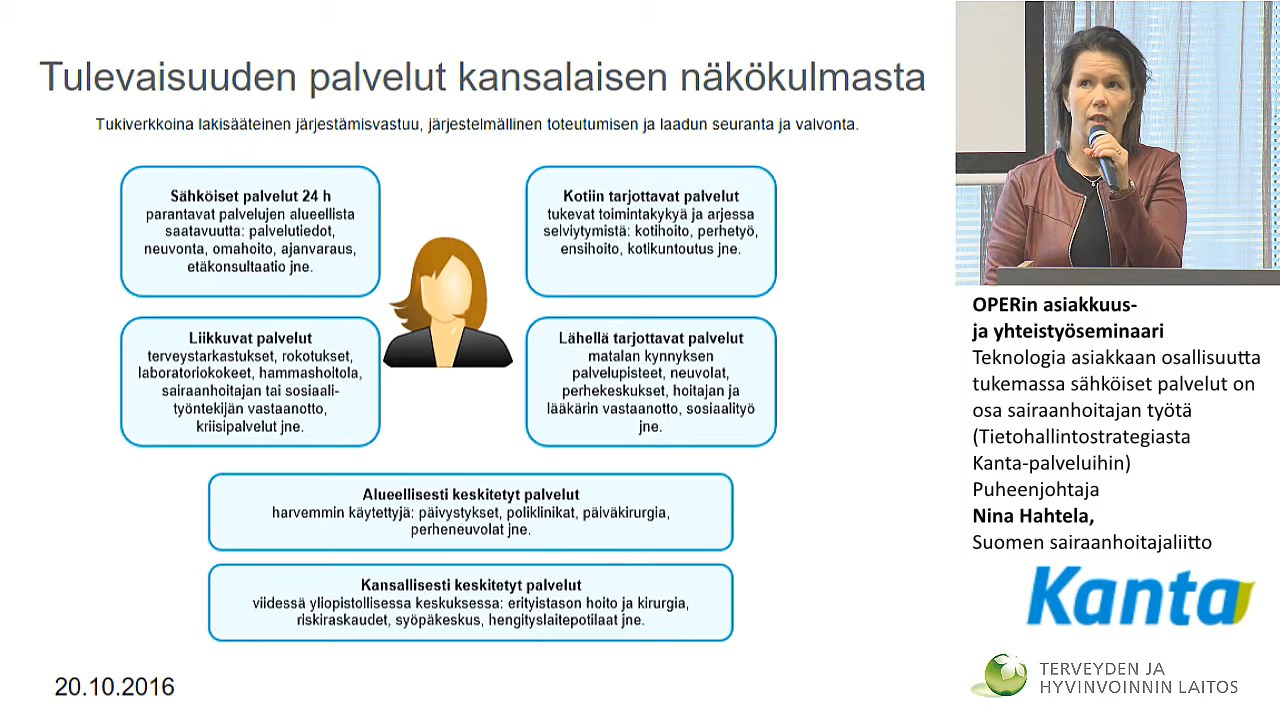 Tulevaisuuden palvelut kansalaisen näkökulmasta
Tukiverkkoina lakisääteinen järjestämisvastuu, järjestelmällinen toteutumisen ja laadun seuranta ja valvonta.
Sähköiset palvelut 24 h
parantavat palvelujen alueellista
saatavuutta: palvelutiedot,
neuvonta, omahoito, ajanvaraus,
etäkonsultaatio jne.
Kotiin tarjottavat palvelut
tukevat toimintakykyä ja arjessa
selviytymistä: kotihoito, perhetyö,
ensihoito, kotikuntoutus jne.
Liikkuvat palvelut
terveystarkastukset, rokotukset,
laboratoriokokeet, hammashoitola,
sairaanhoitajan tai sosiaali-
työntekijän vastaanotto,
kriisipalvelut jne.
Lähellä tarjottavat palvelut
matalan kynnyksen
palvelupisteet, neuvolat,
perhekeskukset, hoitajan ja
lääkärin vastaanotto, sosiaalityö
jne.
Alueellisesti keskitetyt palvelut
harvemmin käytettyjä: päivystykset, poliklinikat, päiväkirurgia,
perheneuvolat jne.
Kansallisesti keskitetyt palvelut
viidessä yliopistollisessa keskuksessa: erityistason hoito ja kirurgia,
riskiraskaudet, syöpäkeskus, hengityslaitepotilaat jne.
20.10.2016
OPERin asiakkuus-
ja yhteistyöseminaari
Teknologia asiakkaan osallisuutta
tukemassa sähköiset palvelut on
osa sairaanhoitajan työtä
(Tietohallintostrategiasta
Kanta-palveluihin)
Puheenjohtaja
Nina Hahtela,
Suomen sairaanhoitajaliitto
Kanta
TERVEYDEN JA
HYVINVOINNIN LAITOS